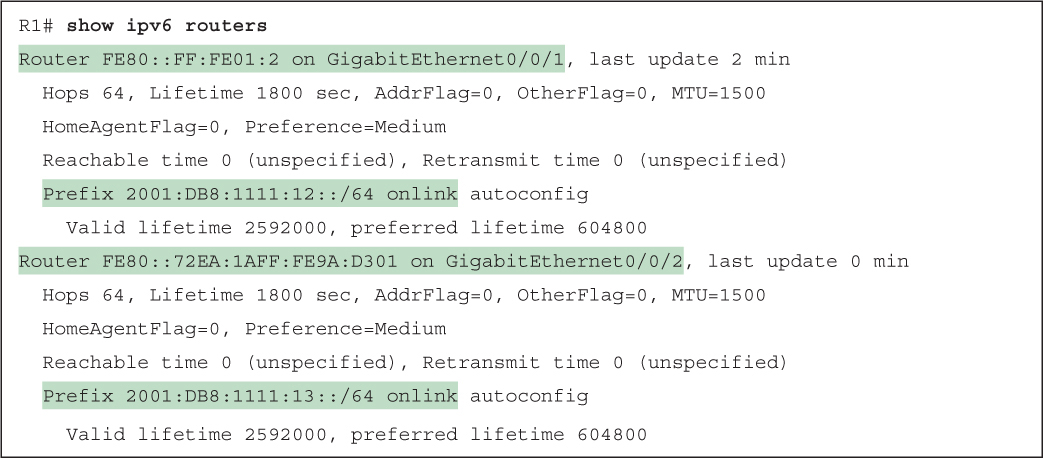 R1# show ipv6 routers
Router FE80::FF:FE01:2 on GigabitEthernet0/0/1, last update 2 min
Hops 64, Lifetime 1800 sec, AddrFlag=0, OtherFlag=0, MTU=1500
HomeAgentFlag=0, Preference=Medium
Reachable time 0 (unspecified), Retransmit time 0 (unspecified)
Prefix 2001:DB8:1111:12::/64 onlink autoconfig
Valid lifetime 2592000, preferred lifetime 604800
Router FE80::72EA:1AFF:FE9A:D301 on GigabitEthernet0/0/2, last update 0 min
Hops 64, Lifetime 1800 sec, AddrFlag=0, OtherFlag=0, MTU=1500
HomeAgentFlag=0, Preference=Medium
Reachable time 0 (unspecified), Retransmit time 0 (unspecified)
Prefix 2001:DB8:1111:13::/64 onlink autoconfig
Valid lifetime 2592000, preferred lifetime 604800